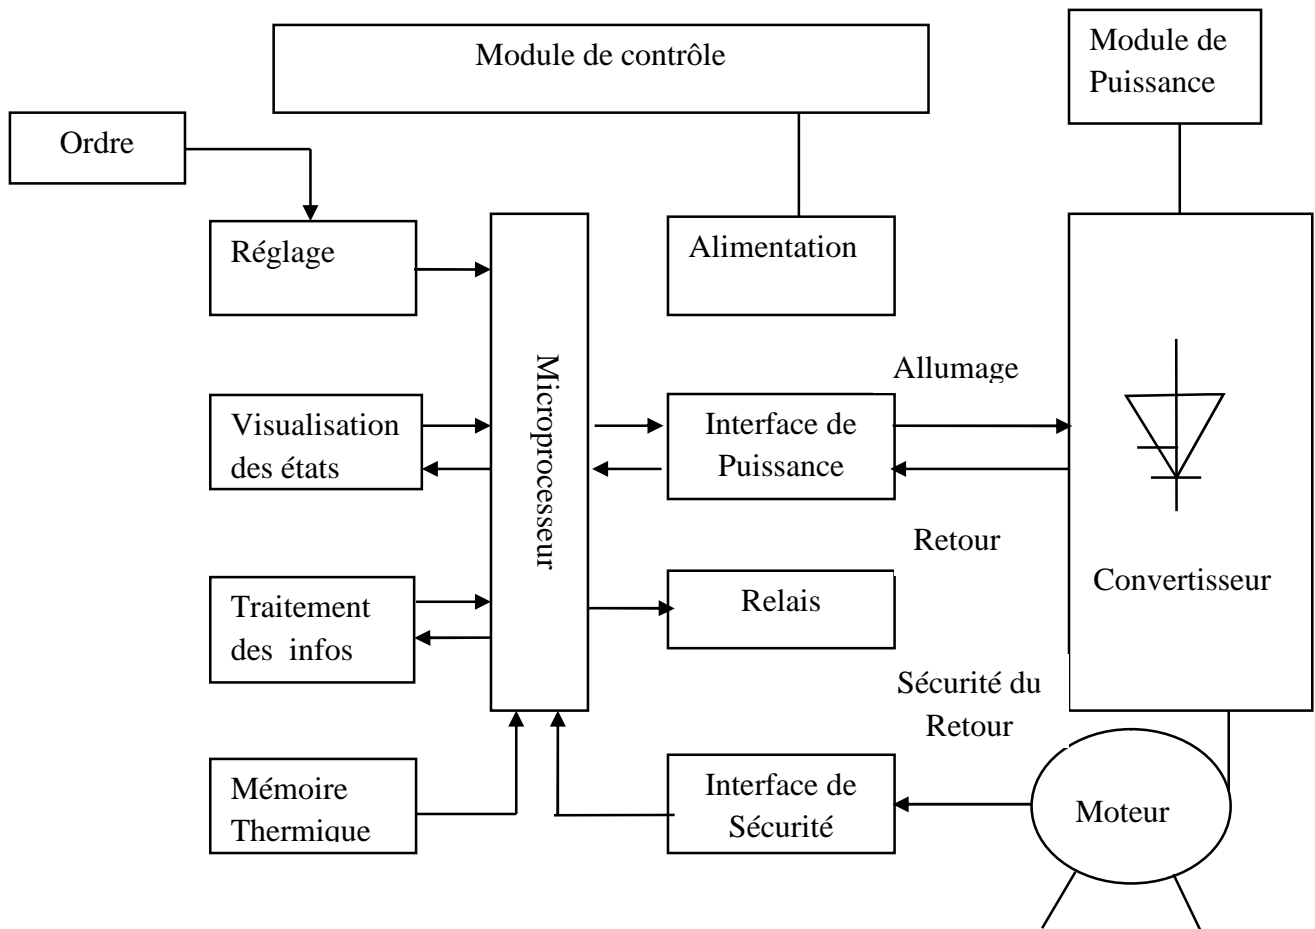 Module de contrôle
Module de
Puissance
Ordre
Réglage
Alimentation
Microprocesseur
Allumage
Visualisation
des états
Interface de
Puissance
Retour
Convertisseur
Traitement
des infos
Relais
Sécurité du
Retour
Mémoire
Thermique
Interface de
Sécurité
Moteur